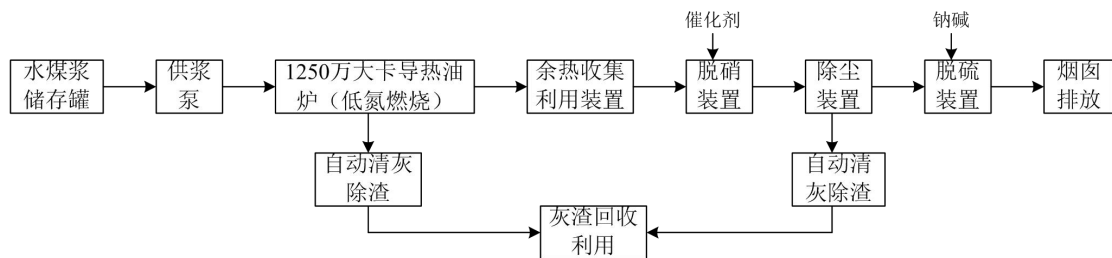 催化剂
钠碱
水煤浆
储存罐
供浆
泵
1250万大卡导热油
炉（低氮燃烧）
余热收集
利用装置
脱硝
装置
除尘
装置
脱硫
装置
烟囱
排放
自动清灰
除渣
自动清
灰除渣
灰渣回收
利用